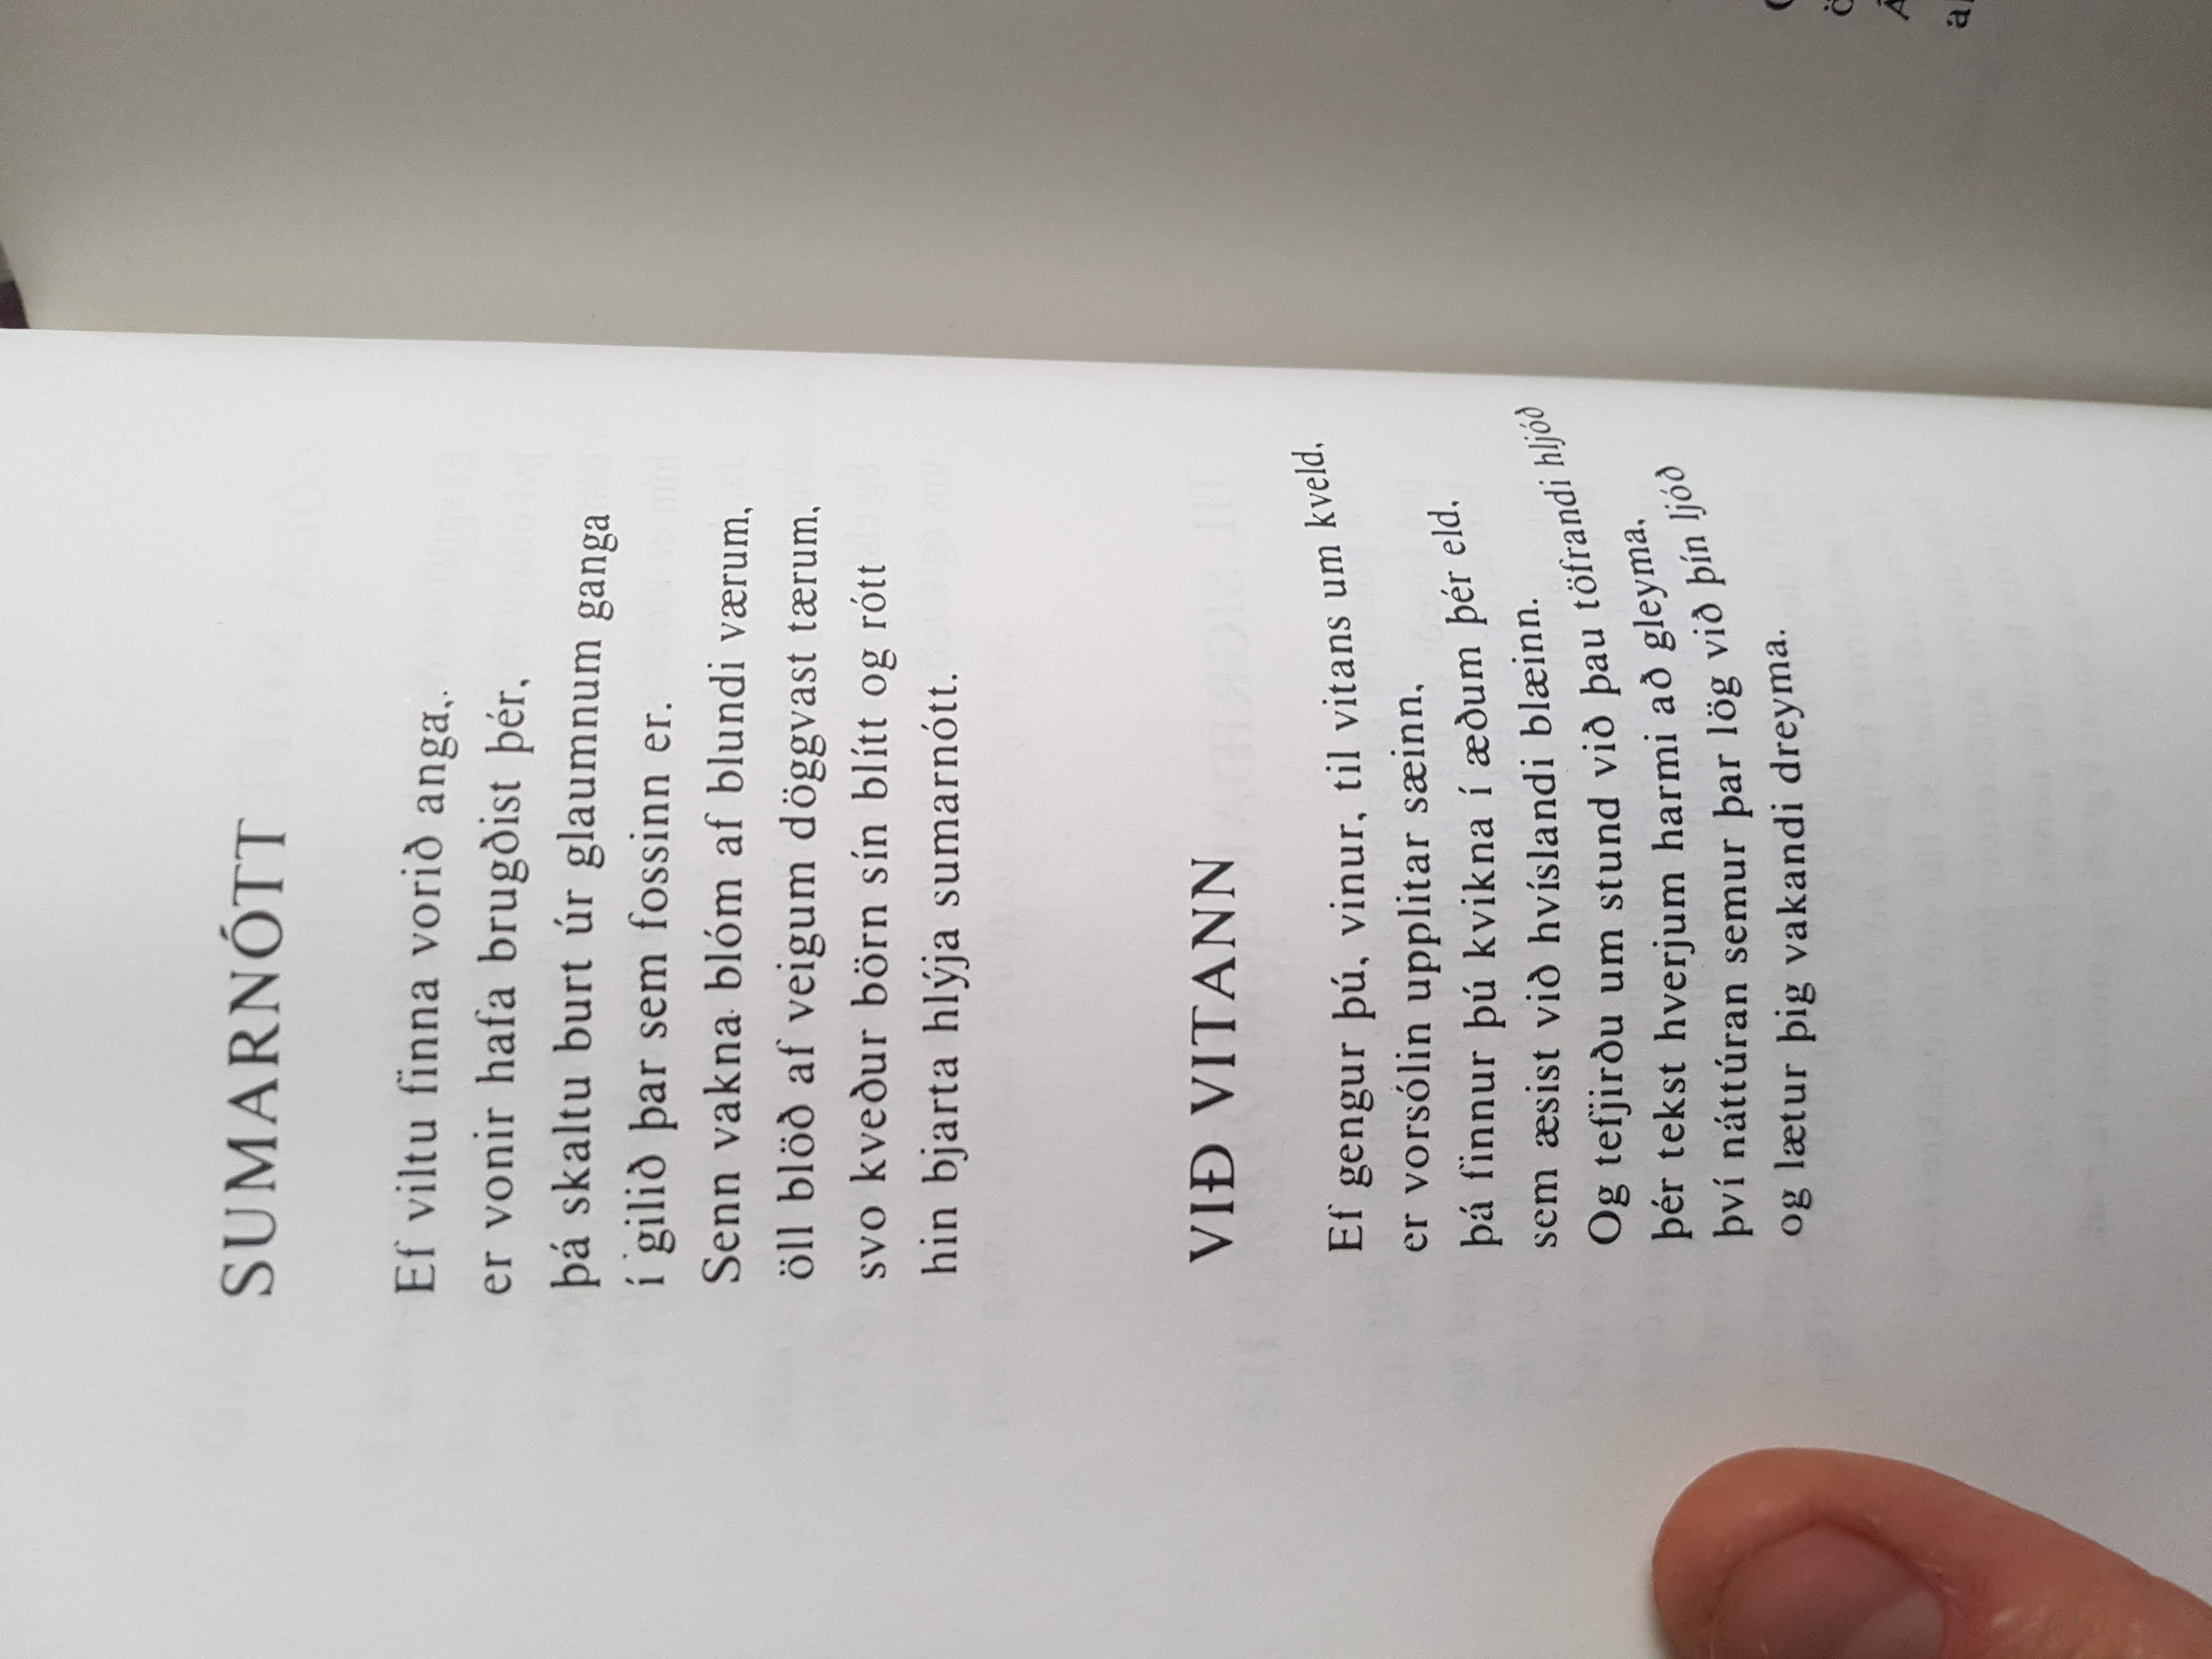 SUMARNÓTT
Ef viltu finna vorið anga,
er vonir hafa brugðist þér,
þá skaltu burt úr glaumnum ganga
í gilið þar sem fossinn er.
Senn vakna blóm af blundi værum,
öll blöð af veigum döggvast tærum,
svo kveður börn sín blítt og rótt
hin bjarta hlýja sumarnótt.
VIÐ VITANN
Ef gengur þú, vinur, til vitans um kveld,
er vorsólin upplitar sæinn,
þá finnur þú kvikna í æðum þér eld,
sem æsist við hvíslandi blæinn.
Og tefjirðu um stund við þau töfrandi hljóð
þér tekst hverjum harmi að gleyma,
því náttúran semur þar lög við þín ljóð
og lætur þig vakandi dreyma.